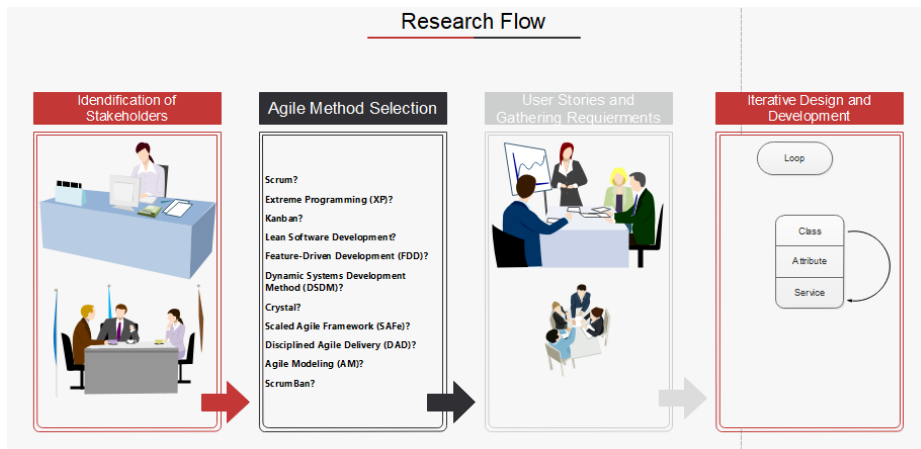 Research Flow
Identification of
Stakeholders
Agile Method Selection
User Stories and
Gathering Requierments
Iterative Design and
Development
Scrum?
Extreme Programming (XP)?
Kanban?
Lean Software Development?
Feature-Driven Development (FDD)?
Dynamic Systems Development
Method (DSDM)?
Crystal?
Scaled Agile Framework (SAFe)?
Disciplined Agile Delivery (DAD)?
Agile Modeling (AM)?
ScrumBan?
Loop
Class
Attribute
Service